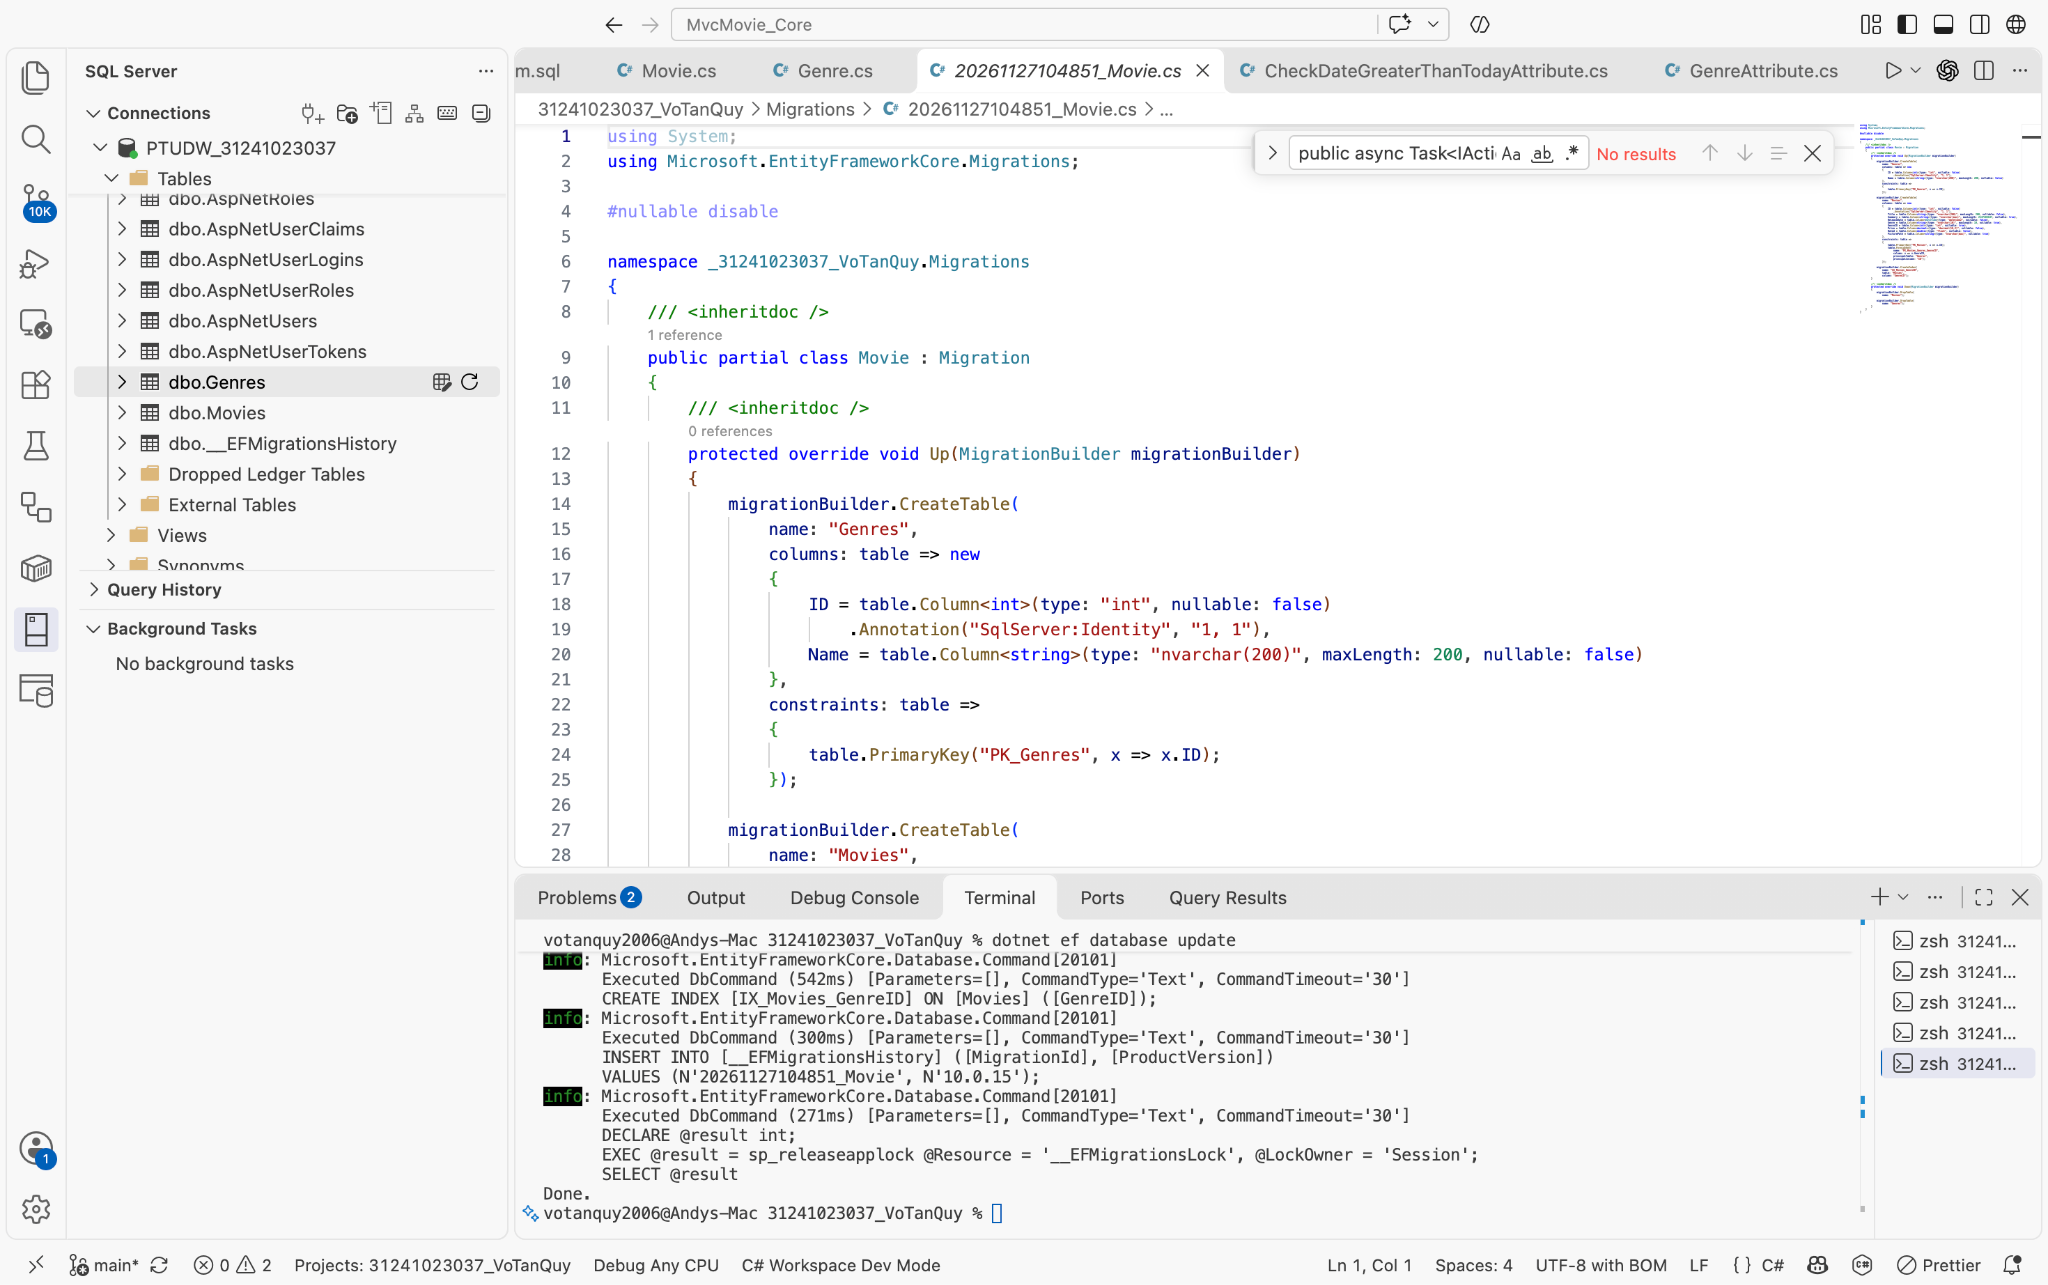 MvcMovie_Core
SQL Server
Connections
PTUDW_31241023037
Tables
dbo.AspNetRoles
dbo.AspNetUserClaims
dbo.AspNetUserLogins
dbo.AspNetUserRoles
dbo.AspNetUsers
dbo.AspNetUserTokens
dbo.Genres
dbo.Movies
dbo.__EFMigrationsHistory
Dropped Ledger Tables
External Tables
Views
Synonyms
Query History
Background Tasks
No background tasks
10K
1
m.sql
Movie.cs
Genre.cs
20261127104851_Movie.cs
CheckDateGreaterThanTodayAttribute.cs
GenreAttribute.cs
31241023037_VoTanQuy > Migrations > 20261127104851_Movie.cs > ...
public async Task<IActi Aa ab .* No results
1 using System;
2 using Microsoft.EntityFrameworkCore.Migrations;
3
4 #nullable disable
5
6 namespace _31241023037_VoTanQuy.Migrations
7 {
8 /// <inheritdoc />
1 reference
9 public partial class Movie : Migration
10 {
11 /// <inheritdoc />
0 references
12 protected override void Up(MigrationBuilder migrationBuilder)
13 {
14 migrationBuilder.CreateTable(
15 name: "Genres",
16 columns: table => new
17 {
18 ID = table.Column<int>(type: "int", nullable: false)
19 .Annotation("SqlServer:Identity", "1, 1"),
20 Name = table.Column<string>(type: "nvarchar(200)", maxLength: 200, nullable: false)
21 },
22 constraints: table =>
23 {
24 table.PrimaryKey("PK_Genres", x => x.ID);
25 });
26
27 migrationBuilder.CreateTable(
28 name: "Movies",
Problems 2
Output
Debug Console
Terminal
Ports
Query Results
votanquy2006@Andys-Mac 31241023037_VoTanQuy % dotnet ef database update
info: Microsoft.EntityFrameworkCore.Database.Command[20101]
Executed DbCommand (542ms) [Parameters=[], CommandType='Text', CommandTimeout='30']
CREATE INDEX [IX_Movies_GenreID] ON [Movies] ([GenreID]);
info: Microsoft.EntityFrameworkCore.Database.Command[20101]
Executed DbCommand (300ms) [Parameters=[], CommandType='Text', CommandTimeout='30']
INSERT INTO [__EFMigrationsHistory] ([MigrationId], [ProductVersion])
VALUES (N'20261127104851_Movie', N'10.0.15');
info: Microsoft.EntityFrameworkCore.Database.Command[20101]
Executed DbCommand (271ms) [Parameters=[], CommandType='Text', CommandTimeout='30']
DECLARE @result int;
EXEC @result = sp_releaseapplock @Resource = '__EFMigrationsLock', @LockOwner = 'Session';
SELECT @result
Done.
votanquy2006@Andys-Mac 31241023037_VoTanQuy %
zsh 31241...
zsh 31241...
zsh 31241...
zsh 31241...
zsh 31241...
main* 0 2 Projects: 31241023037_VoTanQuy Debug Any CPU C# Workspace Dev Mode
Ln 1, Col 1 Spaces: 4 UTF-8 with BOM LF {} C# Prettier